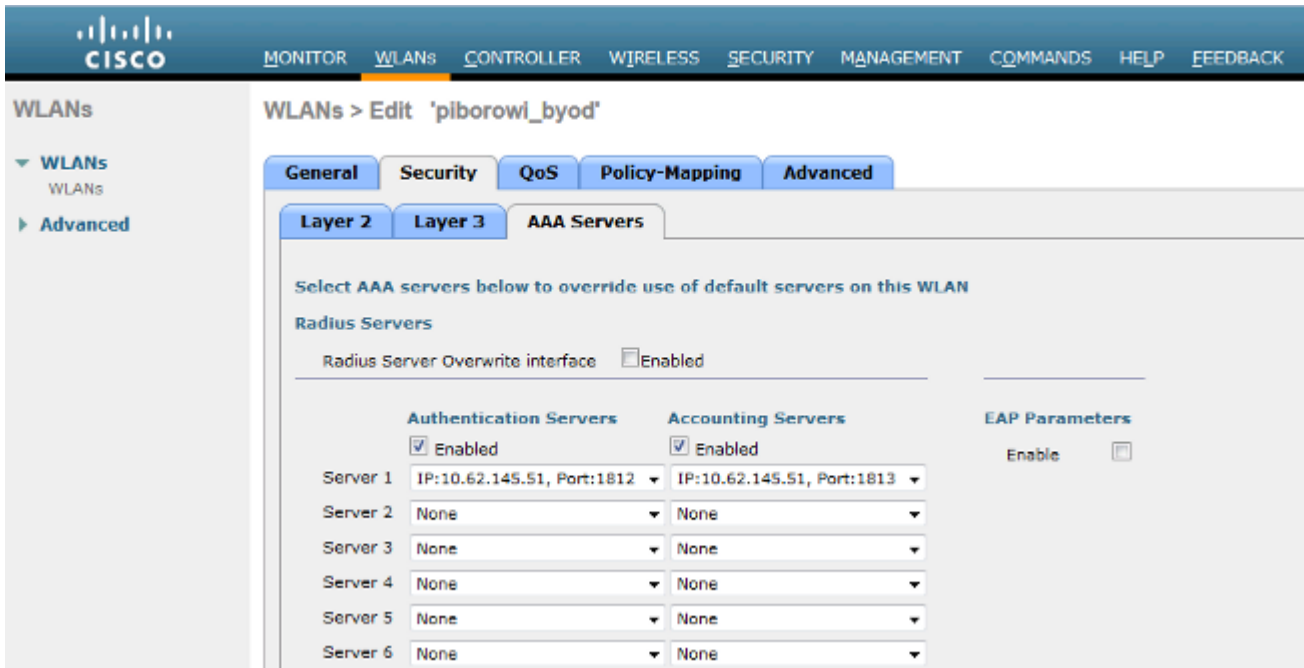 CISCO
MONITOR WLANs CONTROLLER WIRELESS SECURITY MANAGEMENT COMMANDS HELP FEEDBACK
WLANs
WLANs > Edit 'piborowi_byod'
WLANs
WLANs
Advanced
General Security QoS Policy-Mapping Advanced
Layer 2 Layer 3 AAA Servers
Select AAA servers below to override use of default servers on this WLAN
Radius Servers
Radius Server Overwrite interface Enabled
Authentication Servers Accounting Servers EAP Parameters
Enabled Enabled Enable
Server 1 IP:10.62.145.51, Port:1812 IP:10.62.145.51, Port:1813
Server 2 None None
Server 3 None None
Server 4 None None
Server 5 None None
Server 6 None None